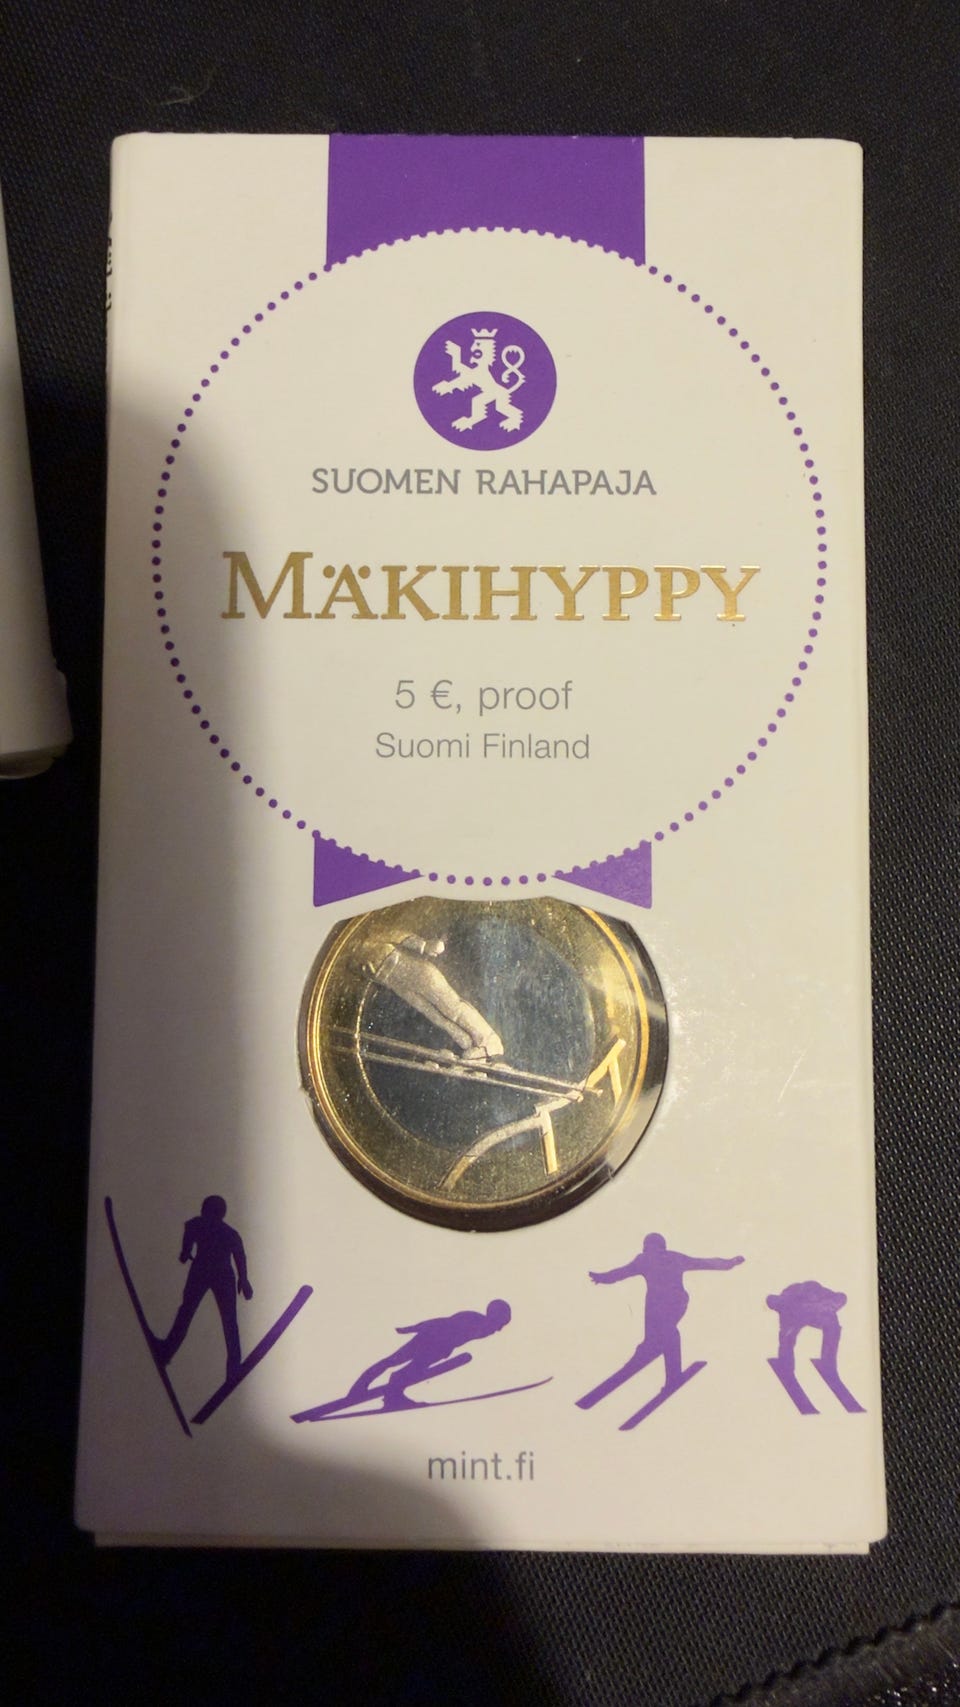 SUOMEN RAHAPAJA
MÄKIHYPPY
5 €, proof
Suomi Finland
mint.fi